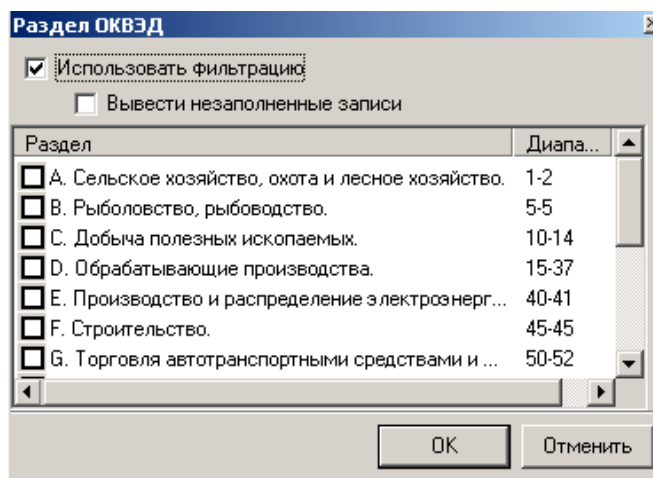 Раздел ОКВЭД
Использовать фильтрацию
Вывести незаполненные записи
Раздел Диапа...
A. Сельское хозяйство, охота и лесное хозяйство. 1-2
B. Рыболовство, рыбоводство. 5-5
C. Добыча полезных ископаемых. 10-14
D. Обрабатывающие производства. 15-37
E. Производство и распределение электроэнерг... 40-41
F. Строительство. 45-45
G. Торговля автотранспортными средствами и ... 50-52
OK Отменить